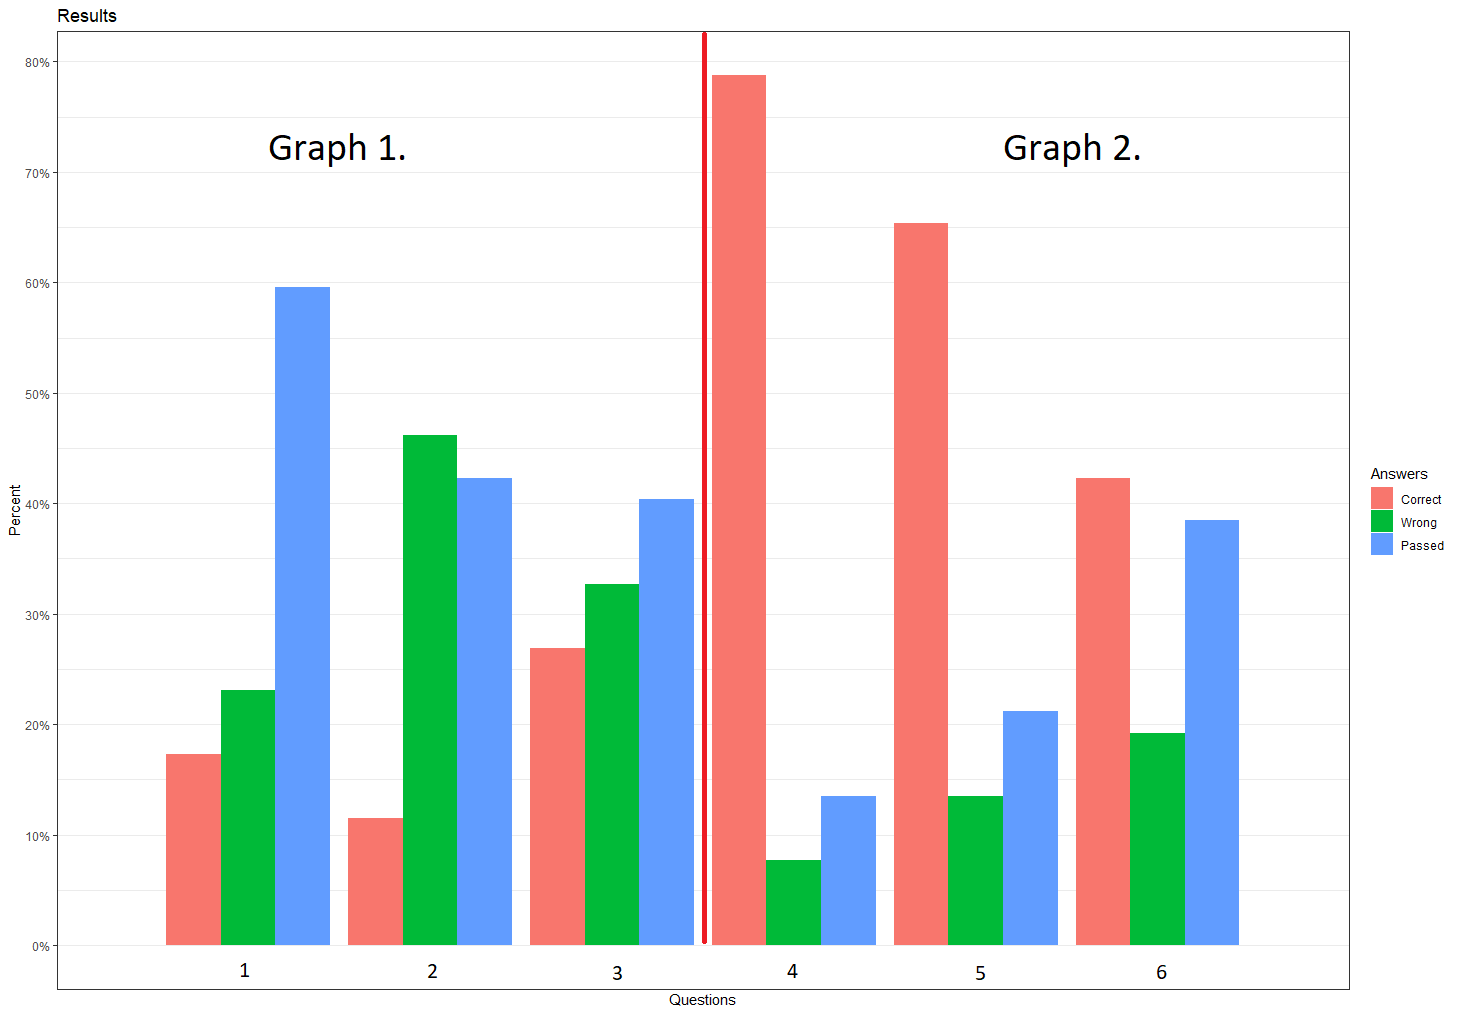 Results
80%
Graph 1.
Graph 2.
70%
60%
50%
40%
30%
20%
10%
0%
Percent
1 2 3 4 5 6
Questions
Answers
Correct
Wrong
Passed